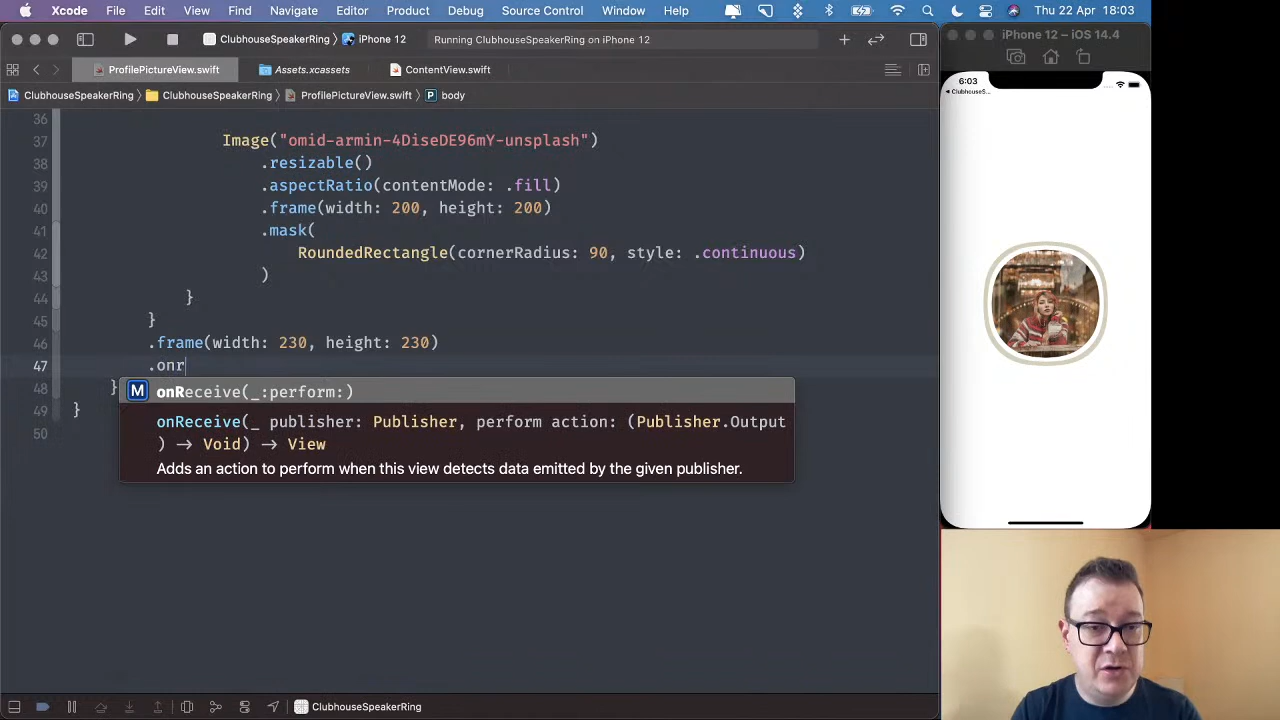 Xcode File Edit View Find Navigate Editor Product Debug Source Control Window Help Thu 22 Apr 18:03
ClubhouseSpeakerRing iPhone 12 Running ClubhouseSpeakerRing on iPhone 12
iPhone 12 – iOS 14.4
ProfilePictureView.swift Assets.xcassets ContentView.swift
ClubhouseSpeakerRing ProfilePictureView.swift body
6:03
ClubhouseS...
36
37 Image("omid-armin-4DiseDE96mY-unsplash")
38 .resizable()
39 .aspectRatio(contentMode: .fill)
40 .frame(width: 200, height: 200)
41 .mask(
42 RoundedRectangle(cornerRadius: 90, style: .continuous)
43 )
44 }
45 }
46 .frame(width: 230, height: 230)
47 .onr
48 }
49 }
50
M onReceive(_:perform:)
onReceive(_ publisher: Publisher, perform action: (Publisher.Output
) -> Void) -> View
Adds an action to perform when this view detects data emitted by the given publisher.
ClubhouseSpeakerRing